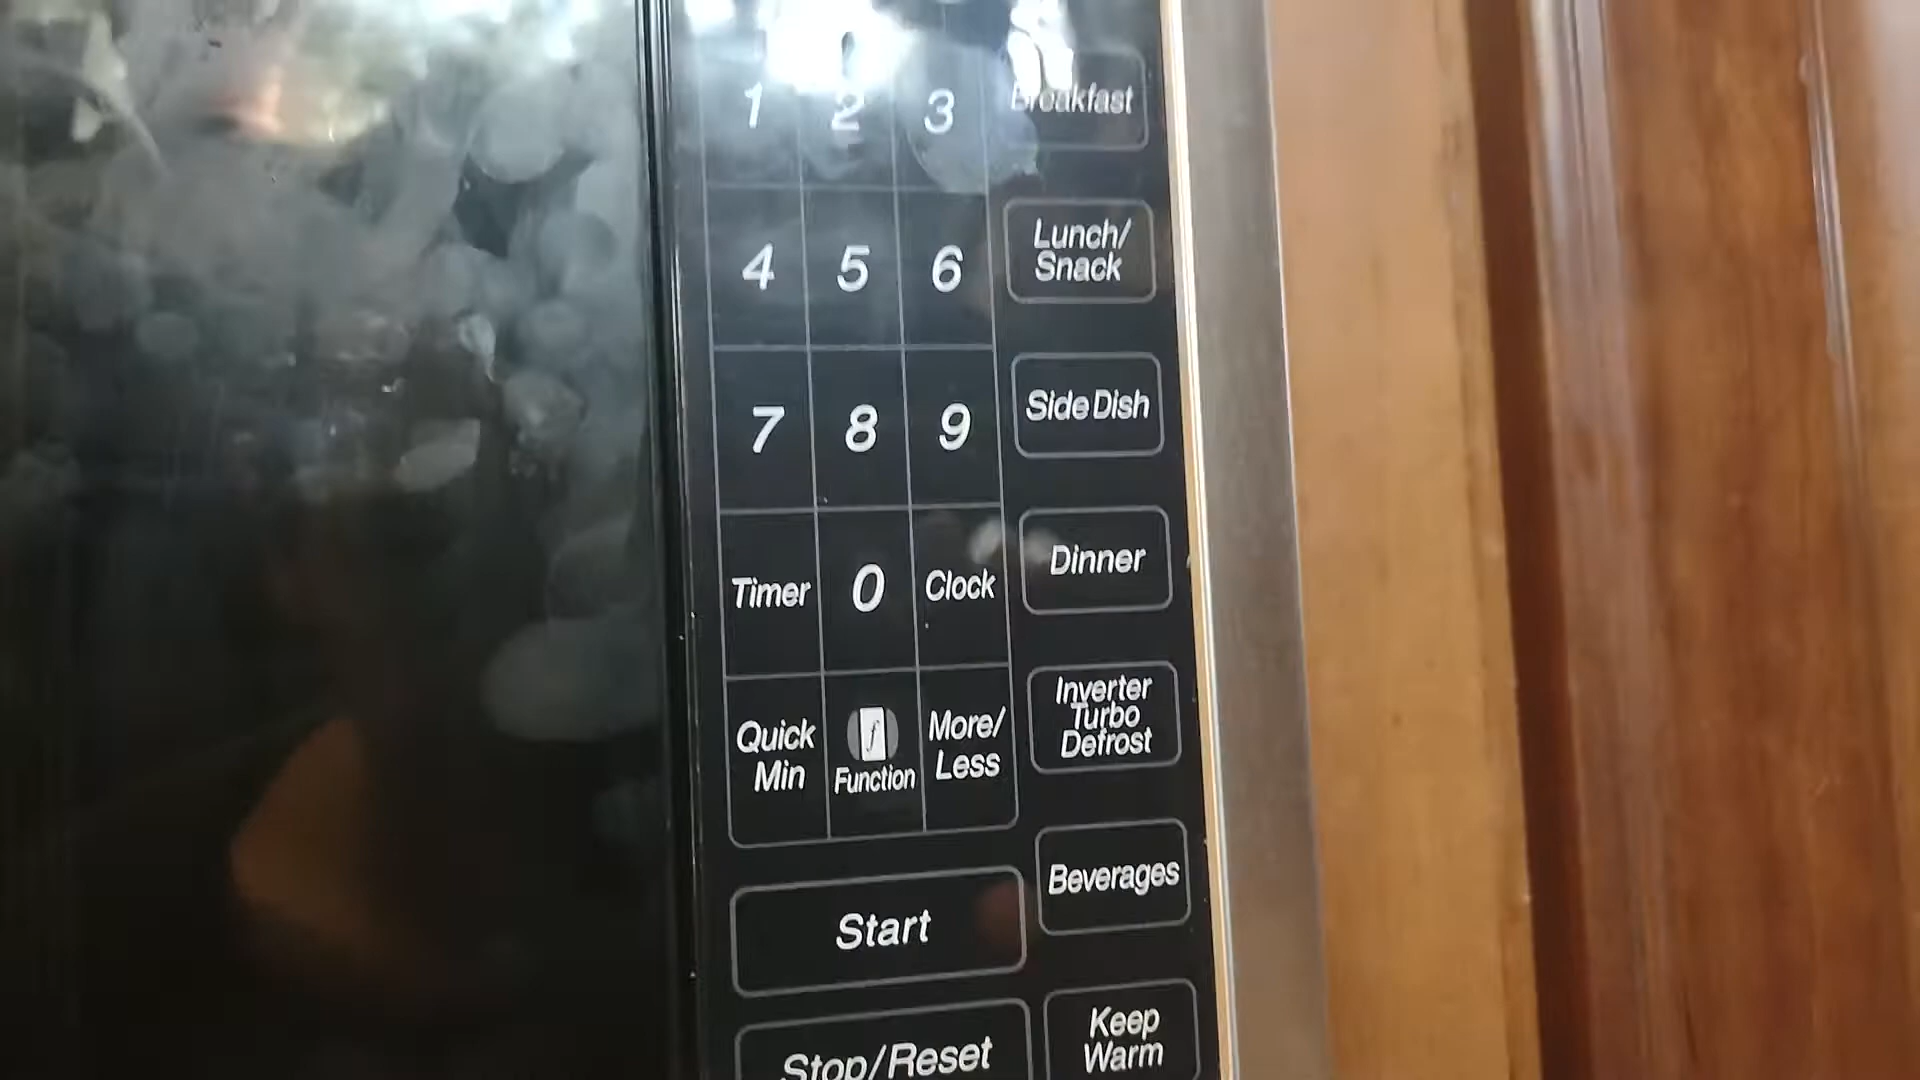 1 2 3 Breakfast
4 5 6
Lunch/
Snack
7 8 9 Side Dish
Timer 0 Clock Dinner
Quick
Min
f
Function
More/
Less
Inverter
Turbo
Defrost
Start
Beverages
Stop/Reset
Keep
Warm